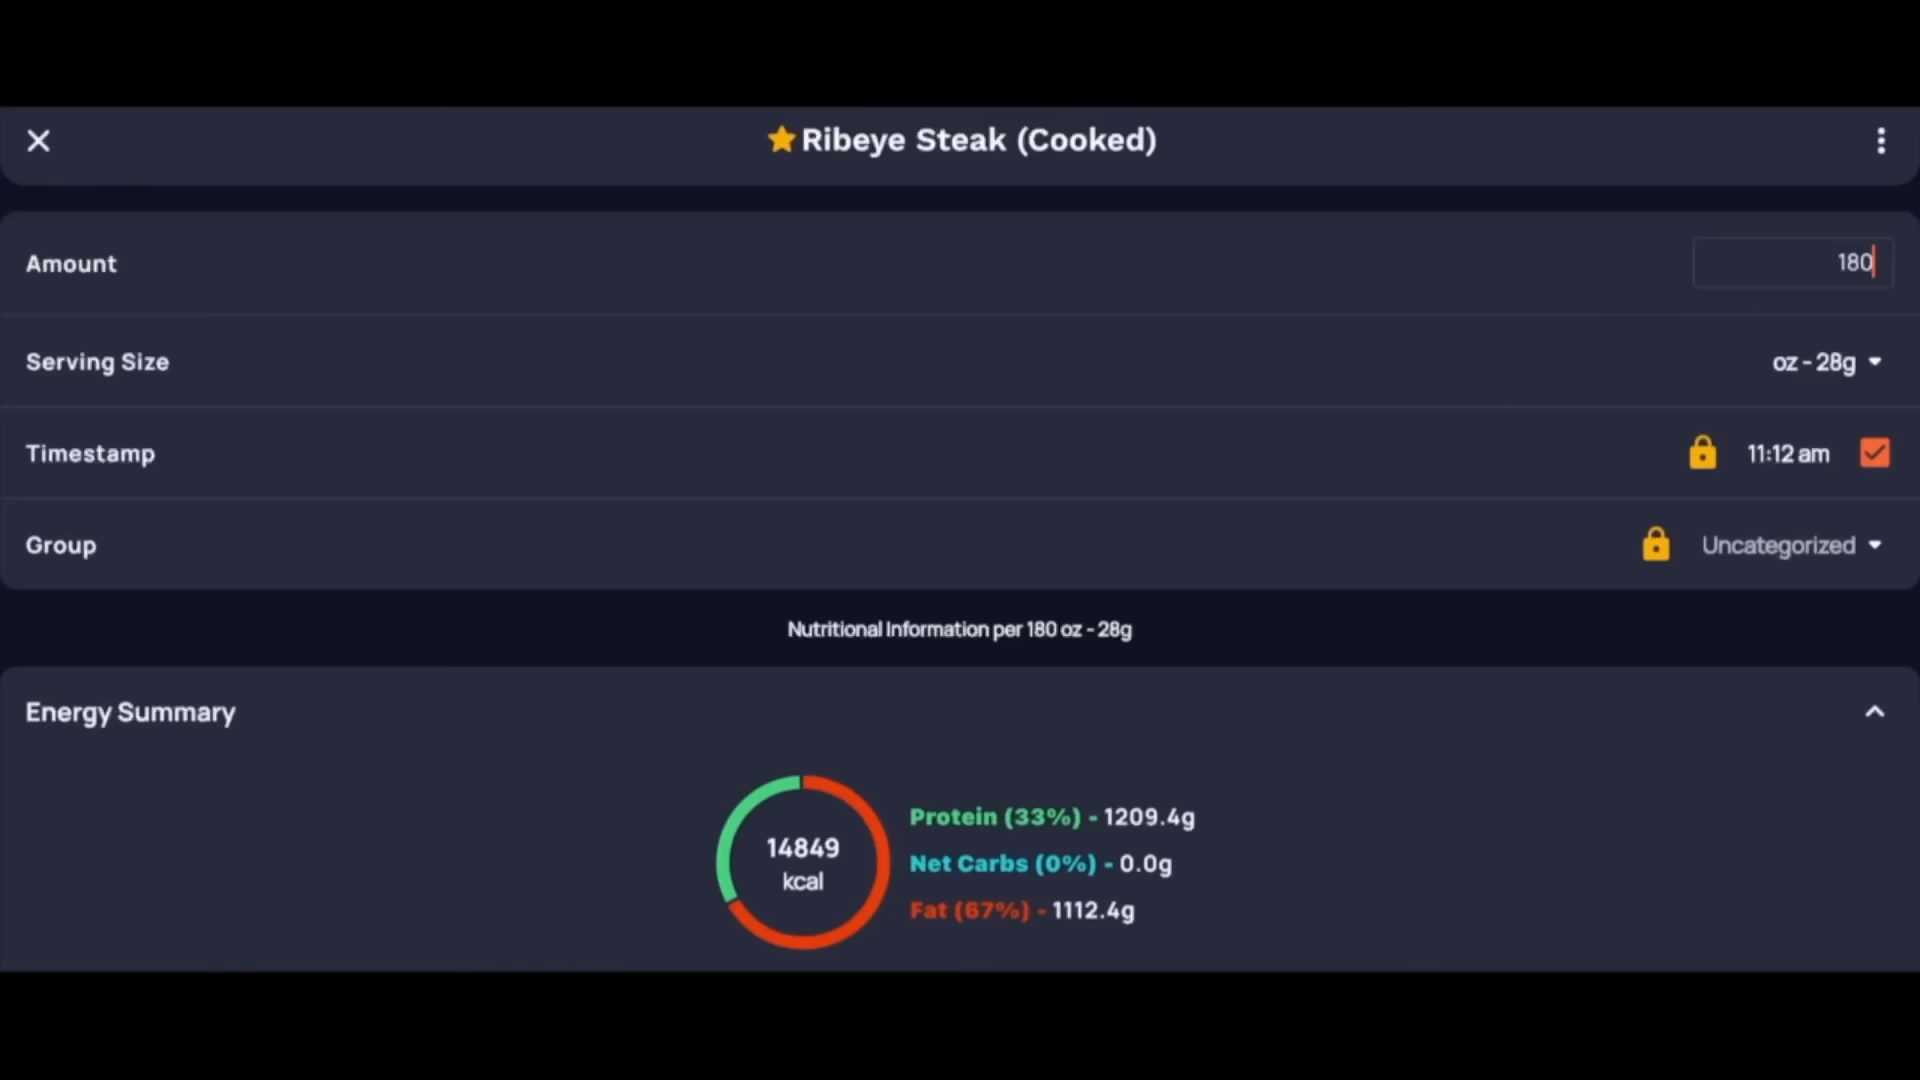 Ribeye Steak (Cooked)
Amount 180
Serving Size oz - 28g
Timestamp 11:12 am
Group Uncategorized
Nutritional Information per 180 oz - 28g
Energy Summary
14849 kcal
Protein (33%) - 1209.4g
Net Carbs (0%) - 0.0g
Fat (67%) - 1112.4g